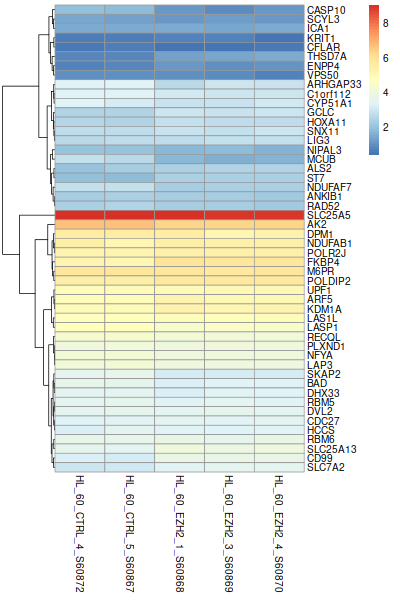 CASP10
SCYL3
ICA1
KRIT1
CFLAR
THSD7A
ENPP4
VPS50
ARHGAP33
C1orf112
CYP51A1
GCLC
HOXA11
SNX11
LIG3
NIPAL3
MCUB
ALS2
ST7
NDUFAF7
ANKIB1
RAD52
SLC25A5
AK2
DPM1
NDUFAB1
POLR2J
FKBP4
M6PR
POLDIP2
UPF1
ARF5
KDM1A
LAS1L
LASP1
RECQL
PLXND1
NFYA
LAP3
SKAP2
BAD
DHX33
RBM5
DVL2
CDC27
HCCS
RBM6
SLC25A13
CD99
SLC7A2
HL_60_CTRL_4_S60872
HL_60_CTRL_5_S60867
HL_60_EZH2_1_S60868
HL_60_EZH2_3_S60869
HL_60_EZH2_4_S60870
8
6
4
2